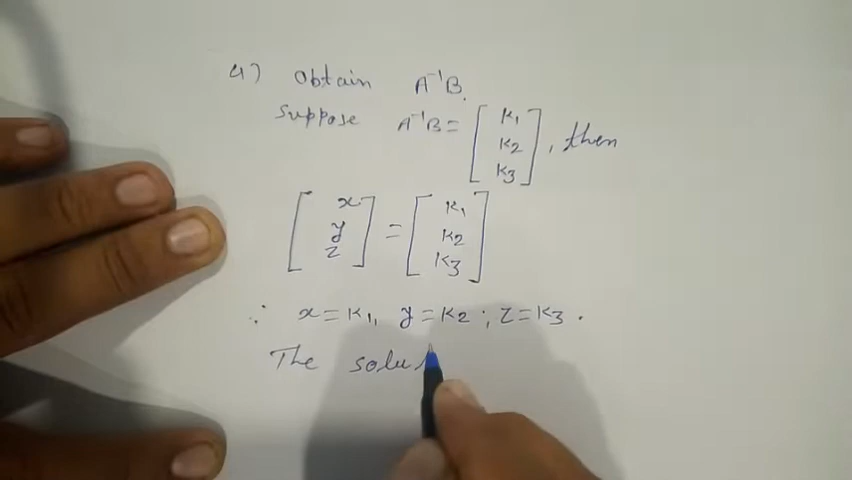 4) Obtain A⁻¹B.
Suppose A⁻¹B = [ K₁ K₂ K₃ ], then
[ x y z ] = [ K₁ K₂ K₃ ]
∴ x = K₁, y = K₂ ; z = K₃ .
The solu